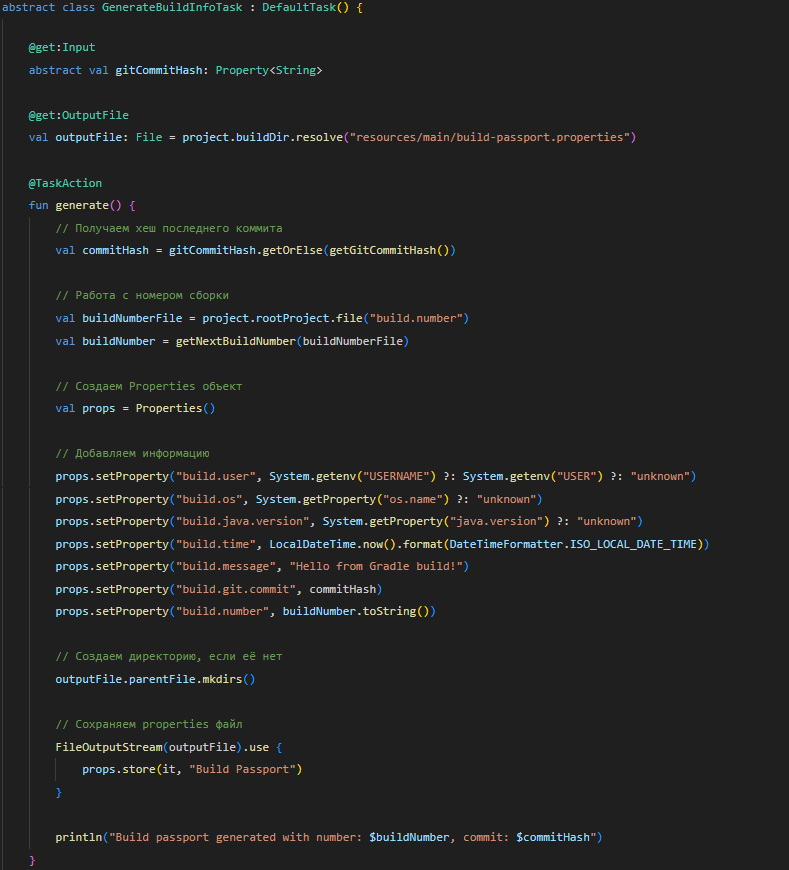 abstract class GenerateBuildInfoTask : DefaultTask() {
@get:Input
abstract val gitCommitHash: Property<String>
@get:OutputFile
val outputFile: File = project.buildDir.resolve("resources/main/build-passport.properties")
@TaskAction
fun generate() {
// Получаем хеш последнего коммита
val commitHash = gitCommitHash.getOrElse(getGitCommitHash())
// Работа с номером сборки
val buildNumberFile = project.rootProject.file("build.number")
val buildNumber = getNextBuildNumber(buildNumberFile)
// Создаем Properties объект
val props = Properties()
// Добавляем информацию
props.setProperty("build.user", System.getenv("USERNAME") ?: System.getenv("USER") ?: "unknown")
props.setProperty("build.os", System.getProperty("os.name") ?: "unknown")
props.setProperty("build.java.version", System.getProperty("java.version") ?: "unknown")
props.setProperty("build.time", LocalDateTime.now().format(DateTimeFormatter.ISO_LOCAL_DATE_TIME))
props.setProperty("build.message", "Hello from Gradle build!")
props.setProperty("build.git.commit", commitHash)
props.setProperty("build.number", buildNumber.toString())
// Создаем директорию, если её нет
outputFile.parentFile.mkdirs()
// Сохраняем properties файл
FileOutputStream(outputFile).use {
props.store(it, "Build Passport")
}
println("Build passport generated with number: $buildNumber, commit: $commitHash")
}